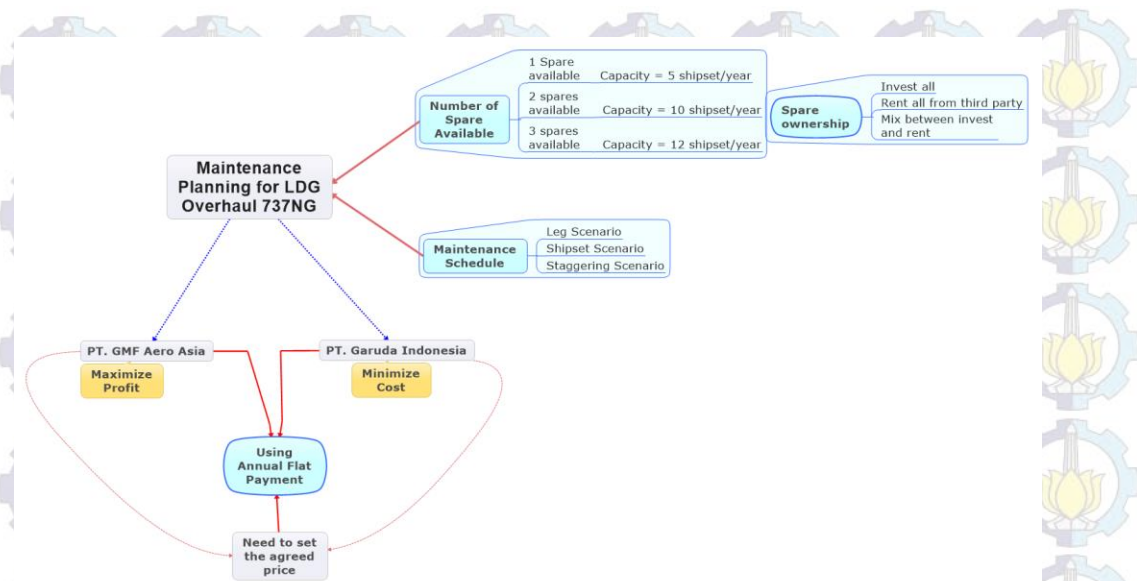 1 Spare
available Capacity = 5 shipset/year
2 spares
available Capacity = 10 shipset/year
3 spares
available Capacity = 12 shipset/year
Number of
Spare
Available
Spare
ownership
Invest all
Rent all from third party
Mix between invest
and rent
Maintenance
Planning for LDG
Overhaul 737NG
Maintenance
Schedule
Leg Scenario
Shipset Scenario
Staggering Scenario
PT. GMF Aero Asia
Maximize
Profit
PT. Garuda Indonesia
Minimize
Cost
Using
Annual Flat
Payment
Need to set
the agreed
price